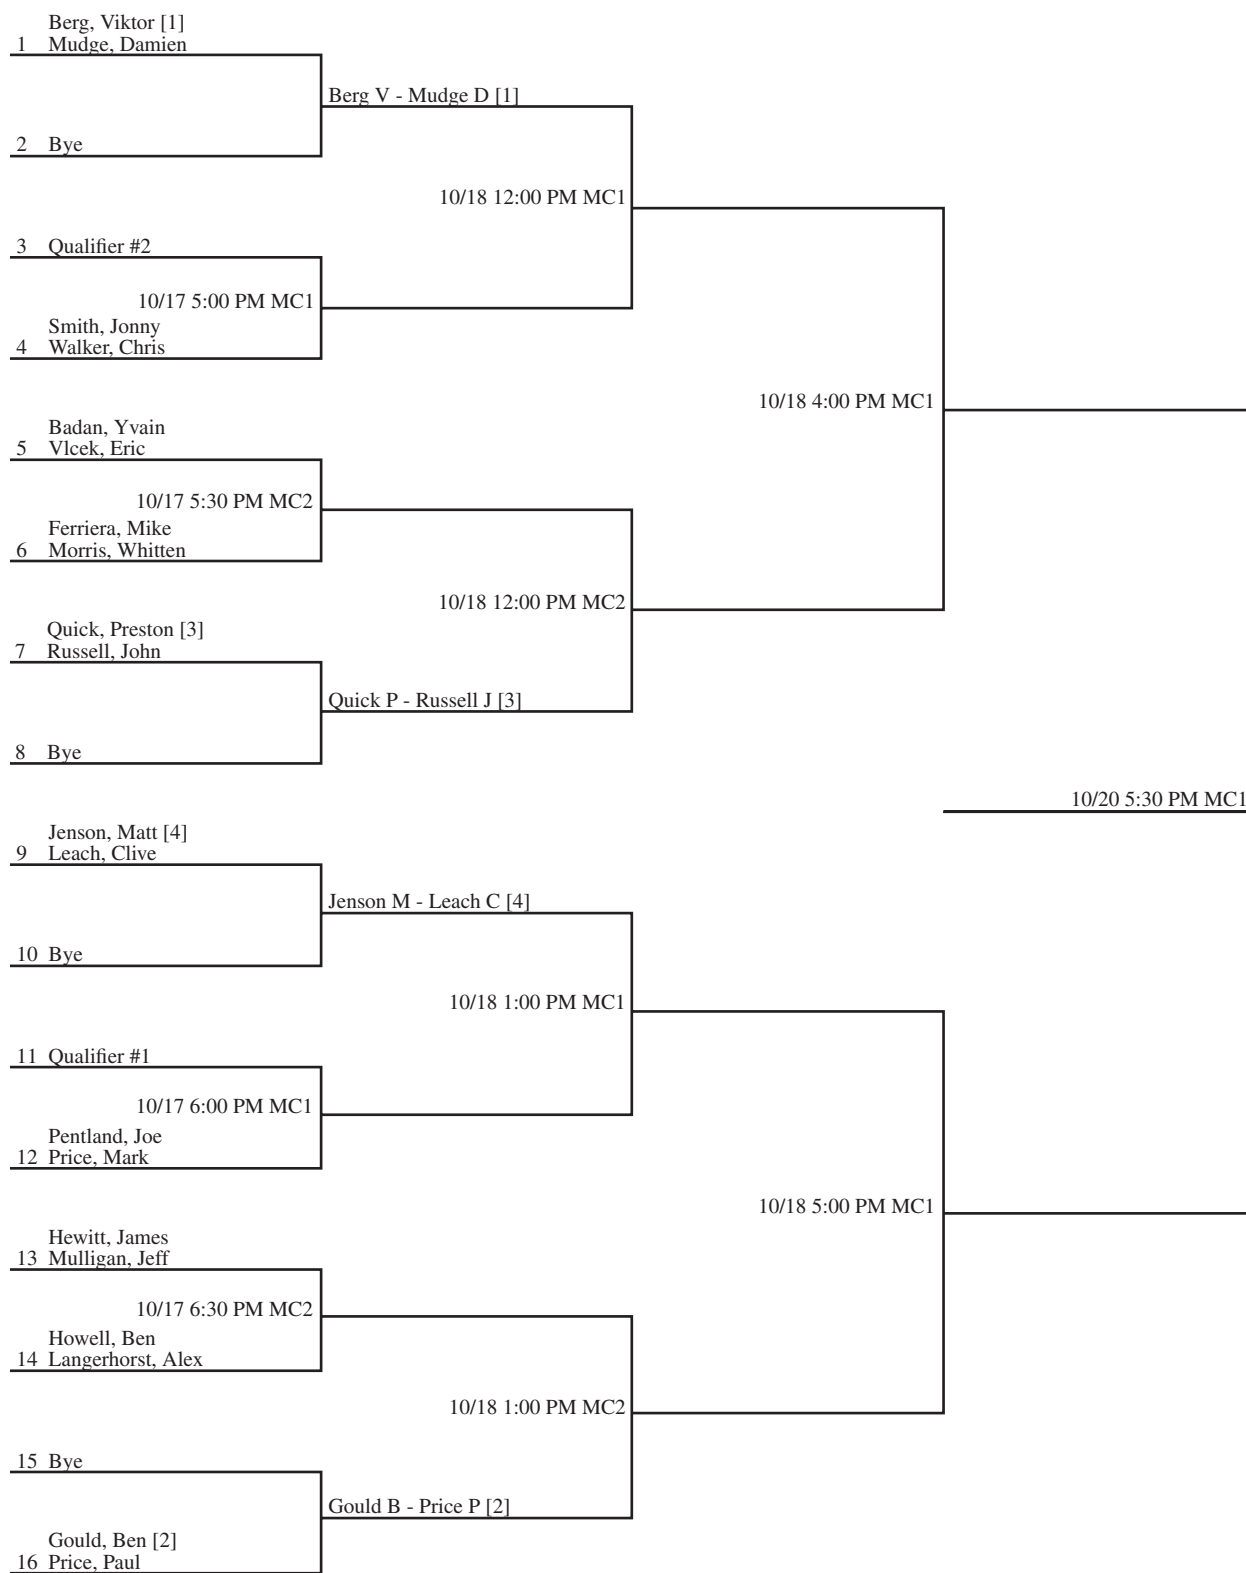 Berg, Viktor [1]
1 Mudge, Damien
Berg V - Mudge D [1]
2 Bye
10/18 12:00 PM MC1
3 Qualifier #2
10/17 5:00 PM MC1
Smith, Jonny
4 Walker, Chris
10/18 4:00 PM MC1
Badan, Yvain
5 Vlcek, Eric
10/17 5:30 PM MC2
Ferriera, Mike
6 Morris, Whitten
10/18 12:00 PM MC2
Quick, Preston [3]
7 Russell, John
Quick P - Russell J [3]
8 Bye
10/20 5:30 PM MC1
Jenson, Matt [4]
9 Leach, Clive
Jenson M - Leach C [4]
10 Bye
10/18 1:00 PM MC1
11 Qualifier #1
10/17 6:00 PM MC1
Pentland, Joe
12 Price, Mark
10/18 5:00 PM MC1
Hewitt, James
13 Mulligan, Jeff
10/17 6:30 PM MC2
Howell, Ben
14 Langerhorst, Alex
10/18 1:00 PM MC2
15 Bye
Gould B - Price P [2]
Gould, Ben [2]
16 Price, Paul